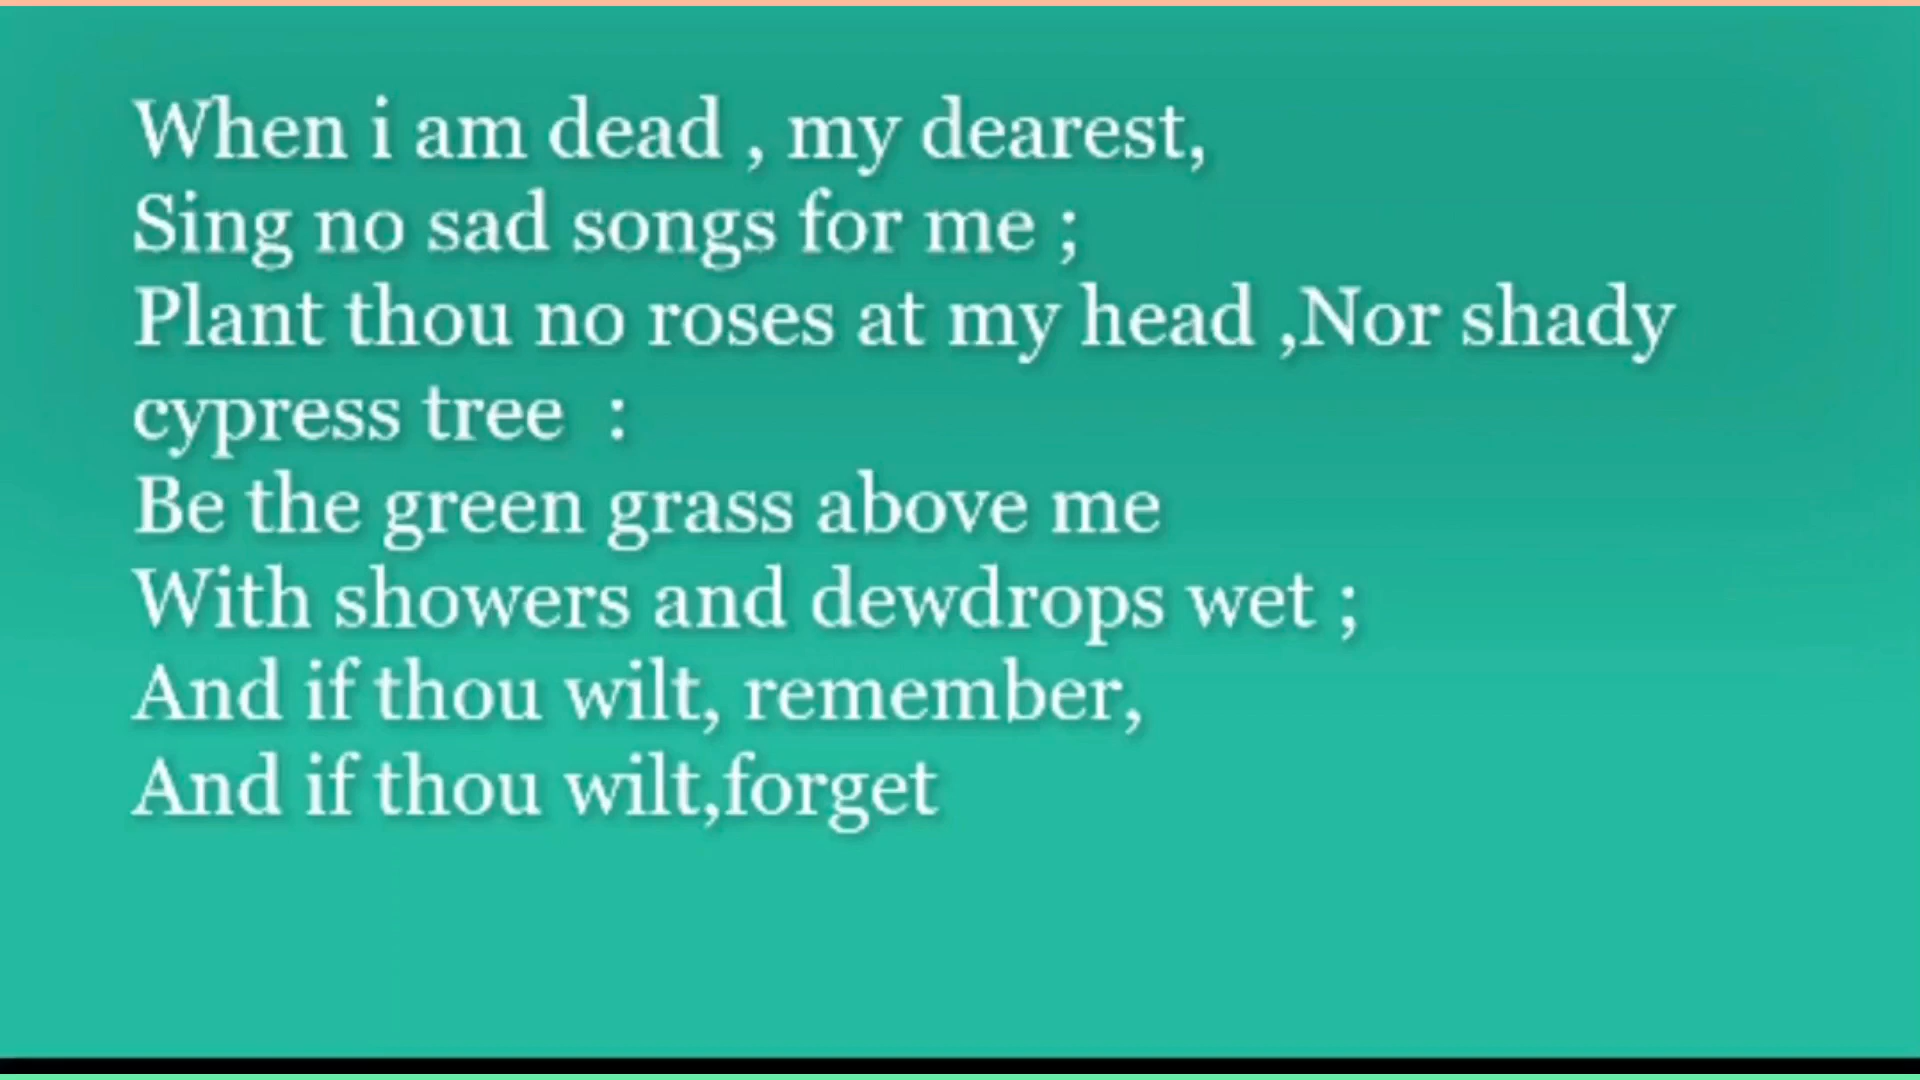 When i am dead , my dearest,
Sing no sad songs for me ;
Plant thou no roses at my head ,Nor shady
cypress tree  :
Be the green grass above me
With showers and dewdrops wet ;
And if thou wilt, remember,
And if thou wilt,forget